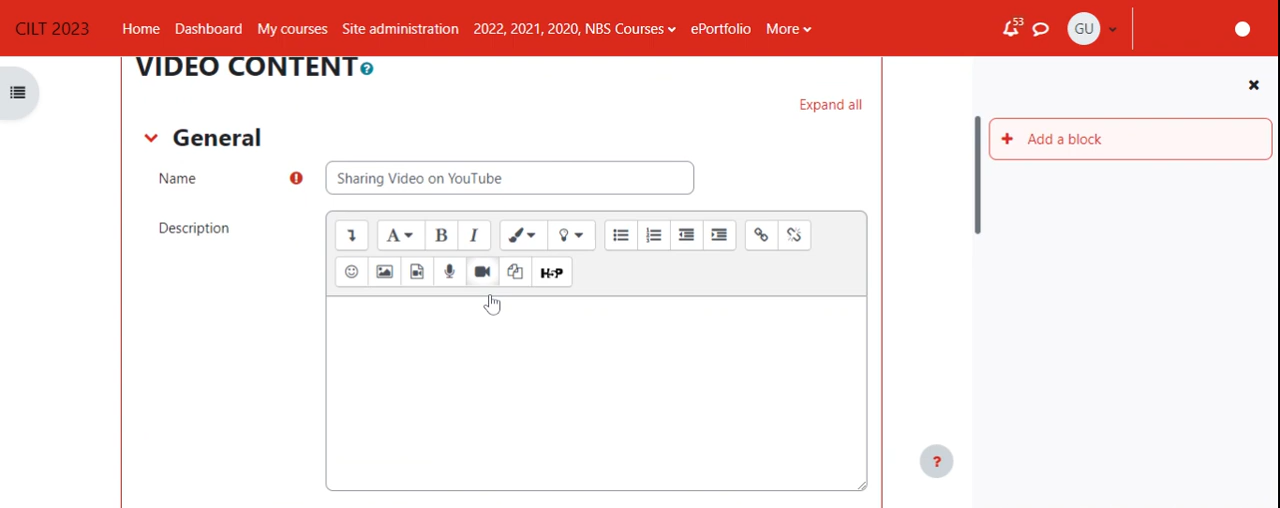 CILT 2023 Home Dashboard My courses Site administration 2022, 2021, 2020, NBS Courses ePortfolio More 53 GU
VIDEO CONTENT ?
Expand all
General
Add a block
Name ! Sharing Video on YouTube
Description
A B I
H-P
?